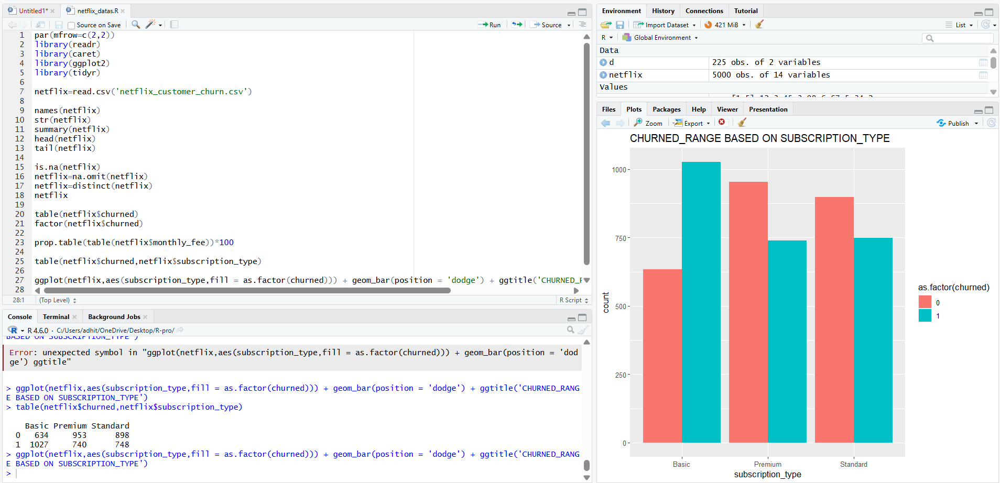 Untitled1*
netflix_datas.R
Source on Save
Run
Source
1 par(mfrow=c(2,2))
2 library(readr)
3 library(caret)
4 library(ggplot2)
5 library(tidyr)
6
7 netflix=read.csv('netflix_customer_churn.csv')
8
9 names(netflix)
10 str(netflix)
11 summary(netflix)
12 head(netflix)
13 tail(netflix)
14
15 is.na(netflix)
16 netflix=na.omit(netflix)
17 netflix=distinct(netflix)
18 netflix
19
20 table(netflix$churned)
21 factor(netflix$churned)
22
23 prop.table(table(netflix$monthly_fee))*100
24
25 table(netflix$churned,netflix$subscription_type)
26
27 ggplot(netflix,aes(subscription_type,fill = as.factor(churned))) + geom_bar(position = 'dodge') + ggtitle('CHURNED_
28
28:1 (Top Level) R Script
Console Terminal Background Jobs
R 4.6.0 · C:/Users/adhit/OneDrive/Desktop/R-pro/
BASED ON SUBSCRIPTION_TYPE')
Error: unexpected symbol in "ggplot(netflix,aes(subscription_type,fill = as.factor(churned))) + geom_bar(position = 'dod
ge') ggtitle"
> ggplot(netflix,aes(subscription_type,fill = as.factor(churned))) + geom_bar(position = 'dodge') + ggtitle('CHURNED_RANG
E BASED ON SUBSCRIPTION_TYPE')
> table(netflix$churned,netflix$subscription_type)
Basic Premium Standard
0 634 953 898
1 1027 740 748
> ggplot(netflix,aes(subscription_type,fill = as.factor(churned))) + geom_bar(position = 'dodge') + ggtitle('CHURNED_RANG
E BASED ON SUBSCRIPTION_TYPE')
>
Environment History Connections Tutorial
Import Dataset 421 MiB List
R Global Environment
Data
d 225 obs. of 2 variables
netflix 5000 obs. of 14 variables
Values
Files Plots Packages Help Viewer Presentation
Zoom Export Publish
CHURNED_RANGE BASED ON SUBSCRIPTION_TYPE
1000
750
500
250
0
count
Basic Premium Standard
subscription_type
as.factor(churned)
0
1